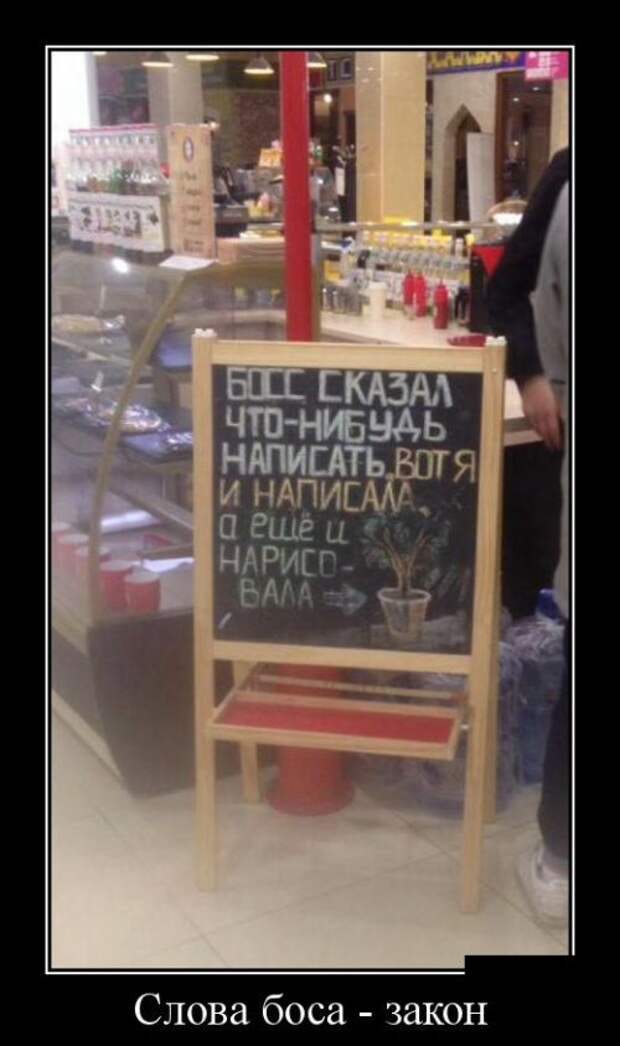 БОСС СКАЗАЛ
ЧТО-НИБУДЬ
НАПИСАТЬ, ВОТ Я
И НАПИСАЛА,
а ещё и
НАРИСО-
ВАЛА →
Слова боса - закон